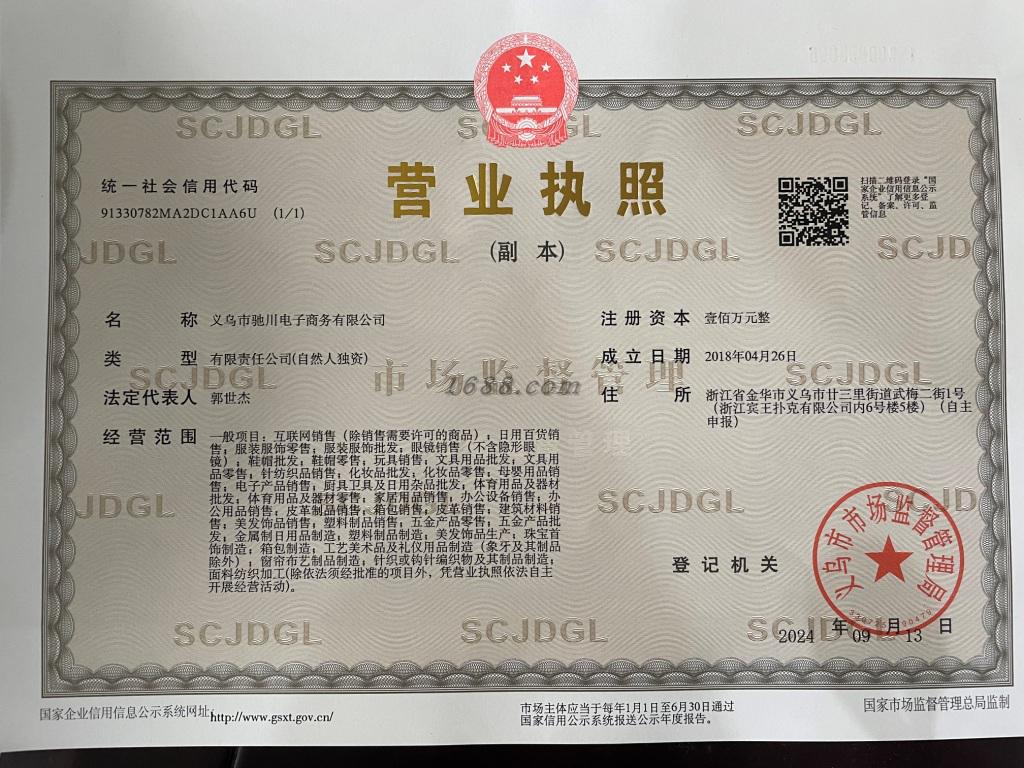 营业执照
(副 本)
统一社会信用代码
91330782MA2DC1AA6U (1/1)
扫描二维码登录“国
家企业信用信息公示
系统”了解更多登
记、备案、许可、监
管信息
名 称 义乌市驰川电子商务有限公司
类 型 有限责任公司(自然人独资)
法定代表人 郭世杰
经营范围 一般项目：互联网销售（除销售需要许可的商品）；日用百货销
售；服装服饰零售；服装服饰批发；眼镜销售（不含隐形眼
镜）；鞋帽批发；鞋帽零售；玩具销售；文具用品批发；文具用
品零售；针纺织品销售；化妆品批发；化妆品零售；母婴用品销
售；电子产品销售；厨具卫具及日用杂品批发；体育用品及器材
批发；体育用品及器材零售；家居用品销售；办公设备销售；办
公用品销售；皮革制品销售；箱包销售；皮革销售；建筑材料销
售；美发饰品销售；塑料制品销售；五金产品零售；五金产品批
发；金属制日用品制造；塑料制品制造；美发饰品生产；珠宝首
饰制造；箱包制造；工艺美术品及礼仪用品制造（象牙及其制品
除外）；窗帘布艺制品制造；针织或钩针编织物及其制品制造；
面料纺织加工(除依法须经批准的项目外，凭营业执照依法自主
开展经营活动)。
注册资本 壹佰万元整
成立日期 2018年04月26日
住 所 浙江省金华市义乌市廿三里街道武梅二街1号
（浙江宾王扑克有限公司内6号楼5楼）（自主
申报）
登记机关
义乌市市场监督管理局
2024 年 09 月 13 日
SCJDGL SCJDGL SCJDGL
JDGL SCJDGL SCJDGL SCJD
SCJDGL 市场监督管理 SCJDGL
1688.com
JDGL SCJDGL SCJD
SCJDGL SCJDGL SCJDGL
国家企业信用信息公示系统网址: http://www.gsxt.gov.cn/
市场主体应当于每年1月1日至6月30日通过
国家信用公示系统报送公示年度报告。
国家市场监督管理总局监制